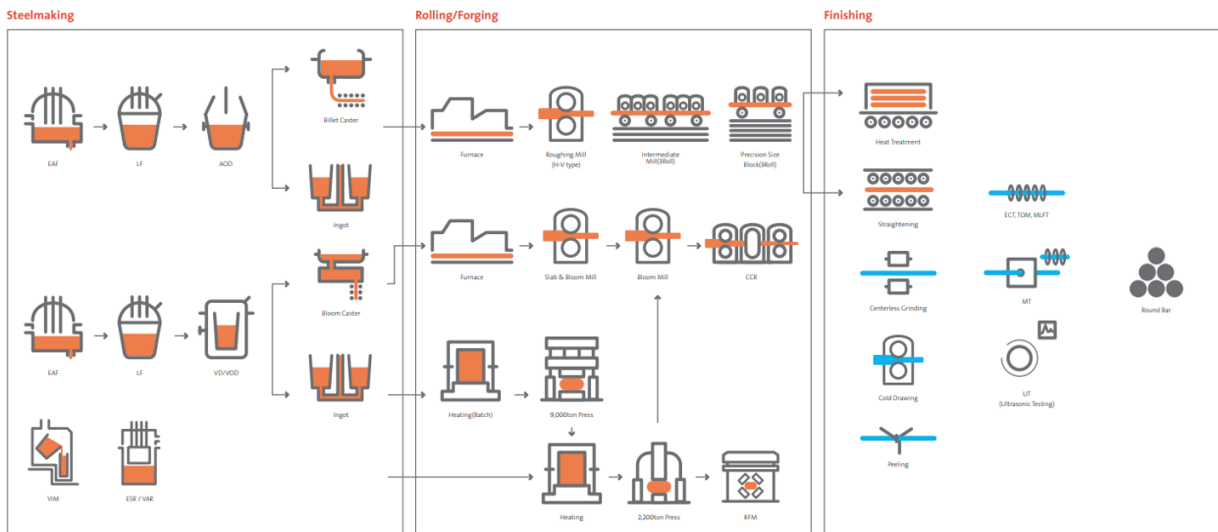 Steelmaking
Rolling/Forging
Finishing
EAF
LF
AOD
Billet Caster
Ingot
EAF
LF
VD/VOD
Bloom Caster
Ingot
VIM
ESR / VAR
Furnace
Roughing Mill
(H-V type)
Intermediate
Mill(3Roll)
Precision Size
Block(3Roll)
Furnace
Slab & Bloom Mill
Bloom Mill
CCR
Heating(Batch)
9,000ton Press
Heating
2,200ton Press
RFM
Heat Treatment
Straightening
ECT, TOM, MLFT
Centerless Grinding
MT
Round Bar
Cold Drawing
UT
(Ultrasonic Testing)
Peeling